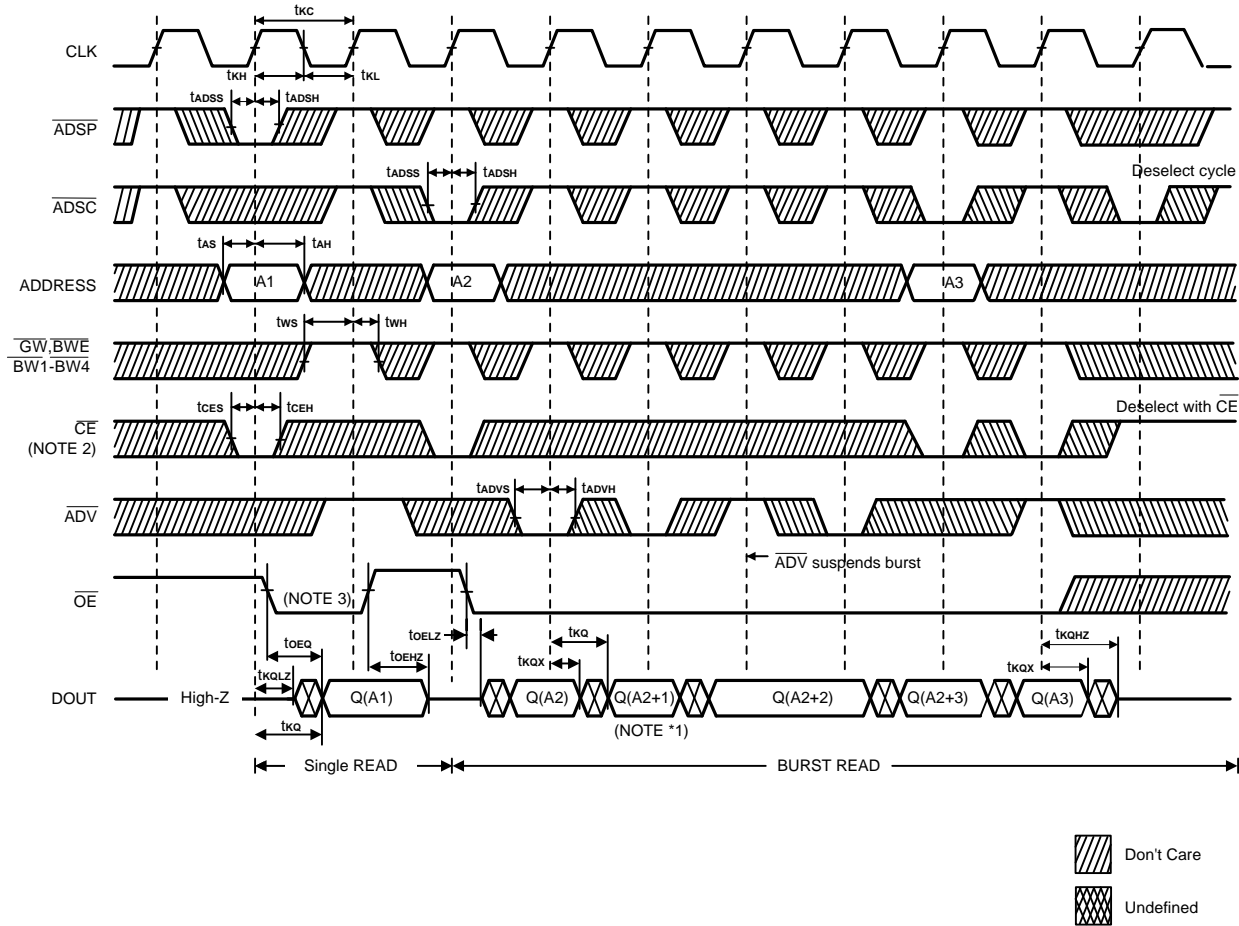 tKC
CLK
tKH
tKL
tADSS
tADSH
ADSP
tADSS
tADSH
Deselect cycle
ADSC
tAS
tAH
ADDRESS
A1
A2
A3
tWS
tWH
GW,BWE
BW1-BW4
tCES
tCEH
Deselect with CE
CE
(NOTE 2)
tADVS
tADVH
ADV
ADV suspends burst
OE
(NOTE 3)
tOEQ
tOEHZ
tOELZ
tKQ
tKQHZ
tKQLZ
tKQX
tKQX
DOUT
High-Z
Q(A1)
Q(A2)
Q(A2+1)
Q(A2+2)
Q(A2+3)
Q(A3)
tKQ
(NOTE *1)
Single READ
BURST READ
Don't Care
Undefined